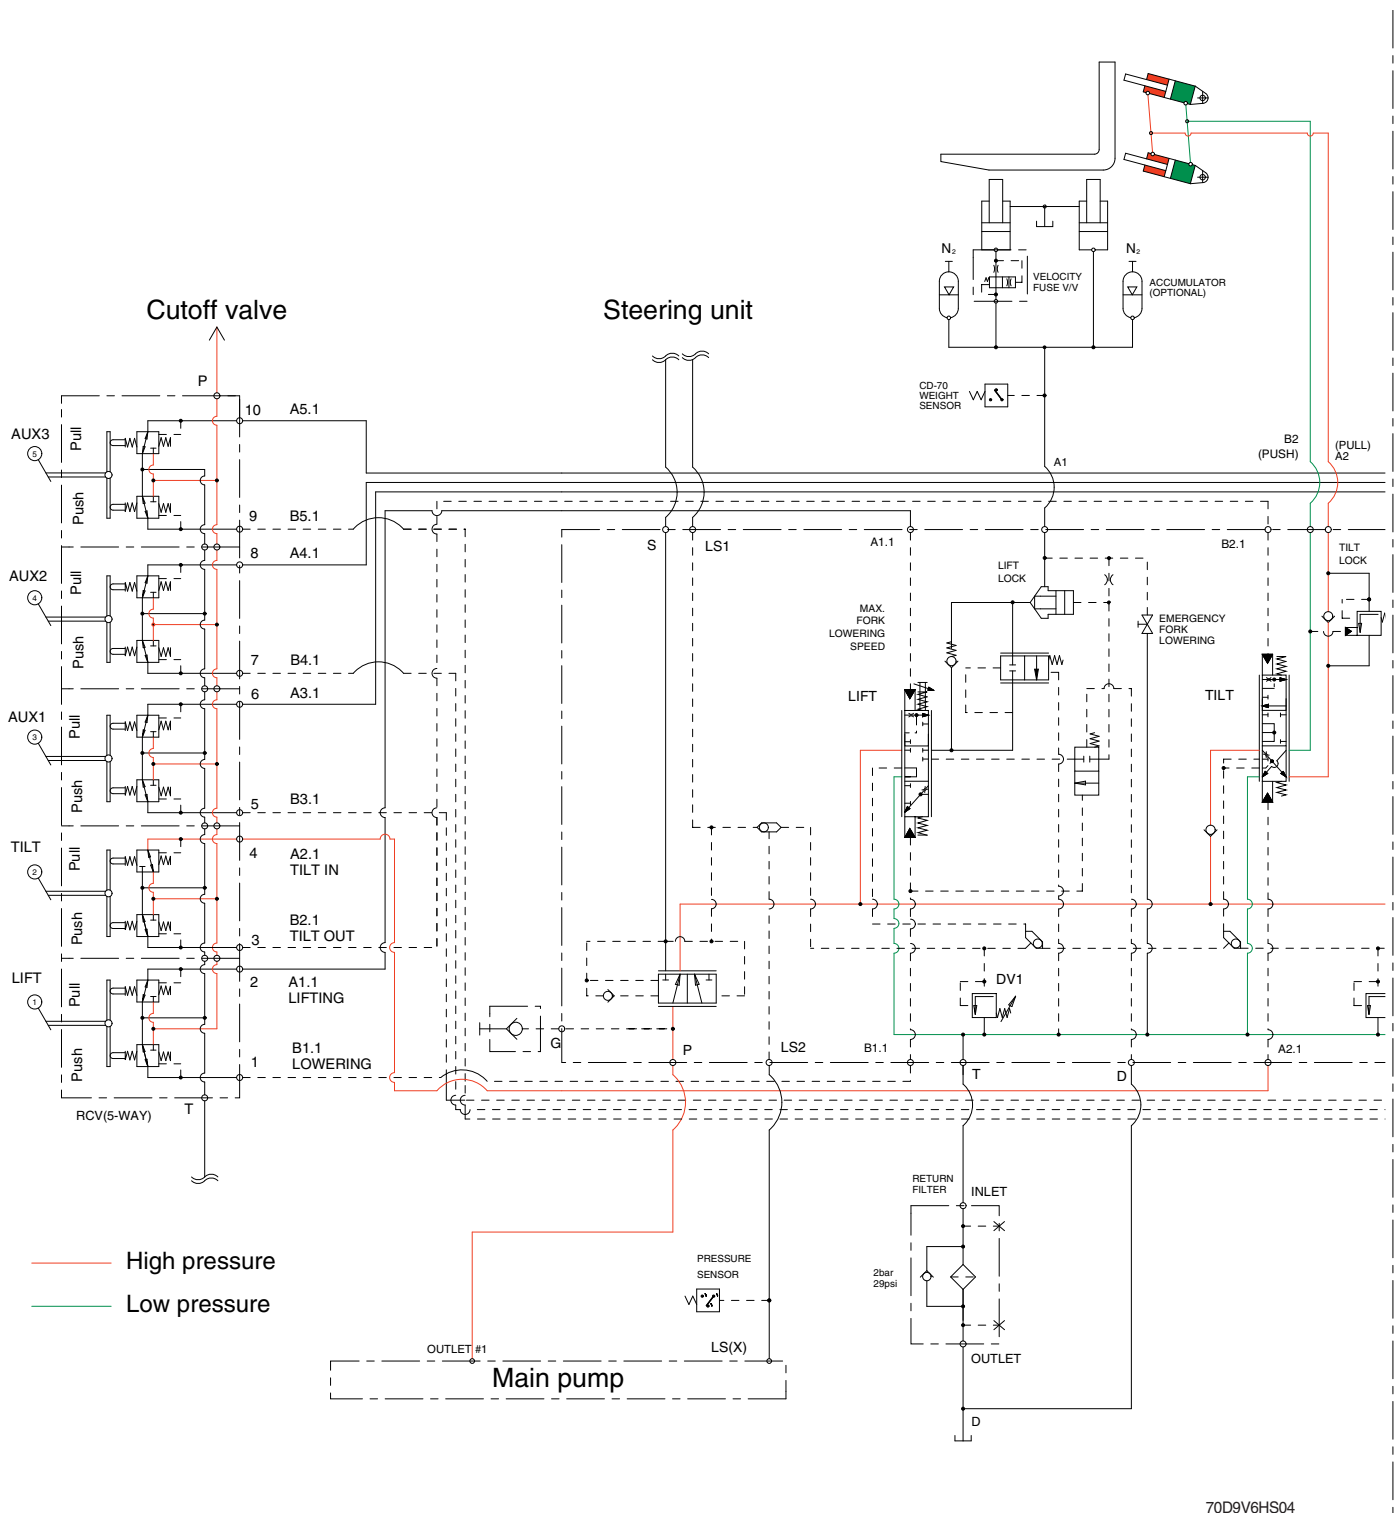 N₂
N₂
VELOCITY
FUSE V/V
ACCUMULATOR
(OPTIONAL)
Cutoff valve
Steering unit
P
CD-70
WEIGHT
SENSOR
10
A5.1
AUX3
5
Pull
Push
9
B5.1
8
A4.1
AUX2
4
Pull
Push
7
B4.1
6
A3.1
AUX1
3
Pull
Push
5
B3.1
TILT
2
Pull
Push
4
A2.1
TILT IN
B2.1
TILT OUT
3
LIFT
1
Pull
Push
2
A1.1
LIFTING
1
B1.1
LOWERING
RCV(5-WAY)
T
A1
B2
(PUSH)
(PULL)
A2
S
LS1
A1.1
B2.1
TILT
LOCK
LIFT
LOCK
MAX.
FORK
LOWERING
SPEED
EMERGENCY
FORK
LOWERING
LIFT
TILT
DV1
G
P
LS2
B1.1
T
D
A2.1
RETURN
FILTER
INLET
2bar
29psi
OUTLET
D
High pressure
Low pressure
PRESSURE
SENSOR
OUTLET #1
LS(X)
Main pump
70D9V6HS04